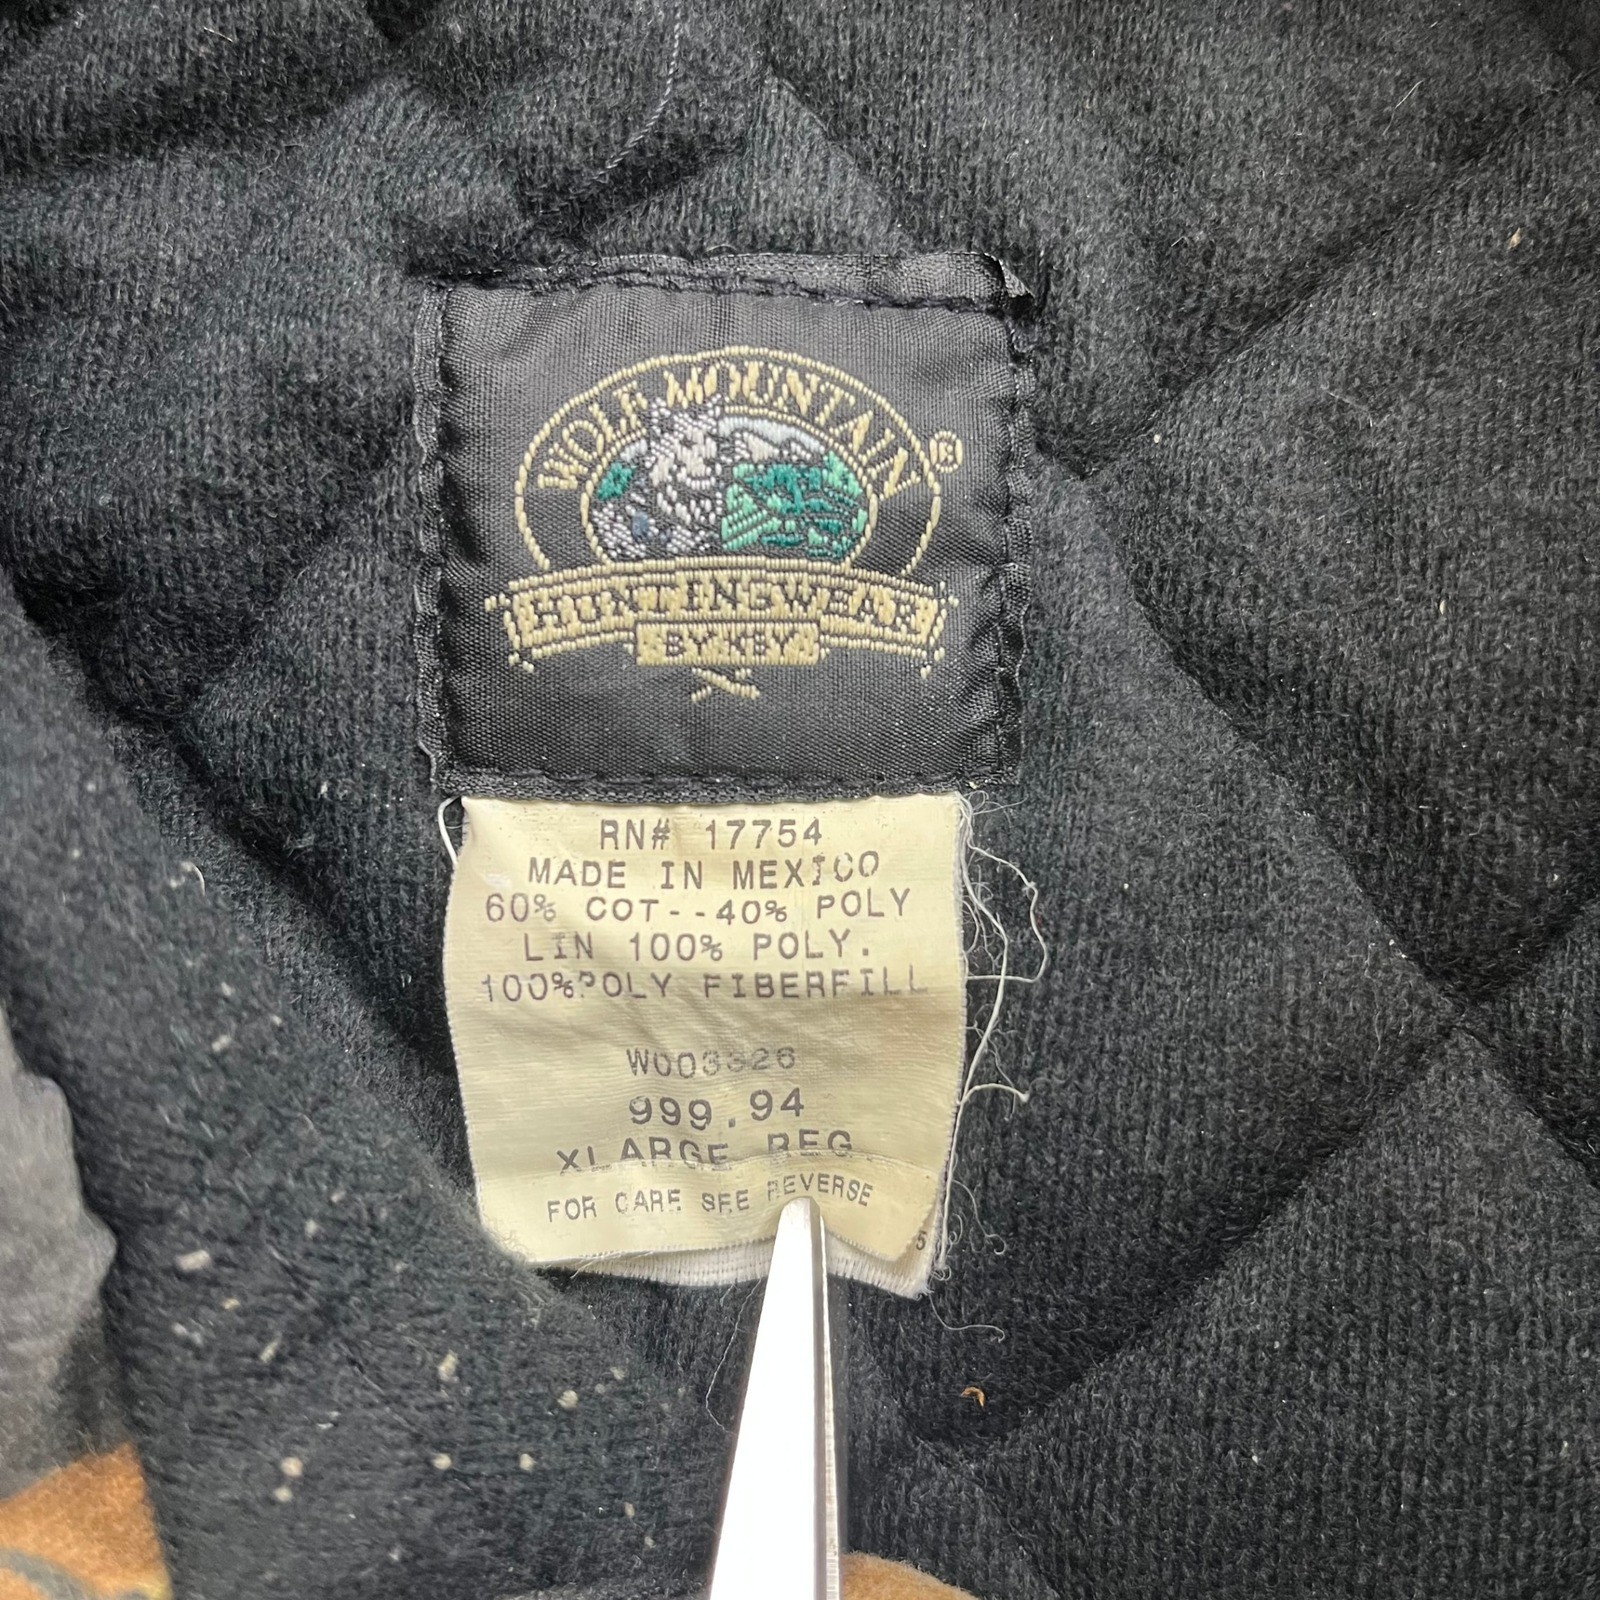 WOLF MOUNTAIN ®
HUNTINGWEAR
BY KEY
RN# 17754
MADE IN MEXICO
60% COT--40% POLY
LIN 100% POLY.
100%POLY FIBERFILL
W003326
999.94
XLARGE REG
FOR CARE SEE REVERSE
5